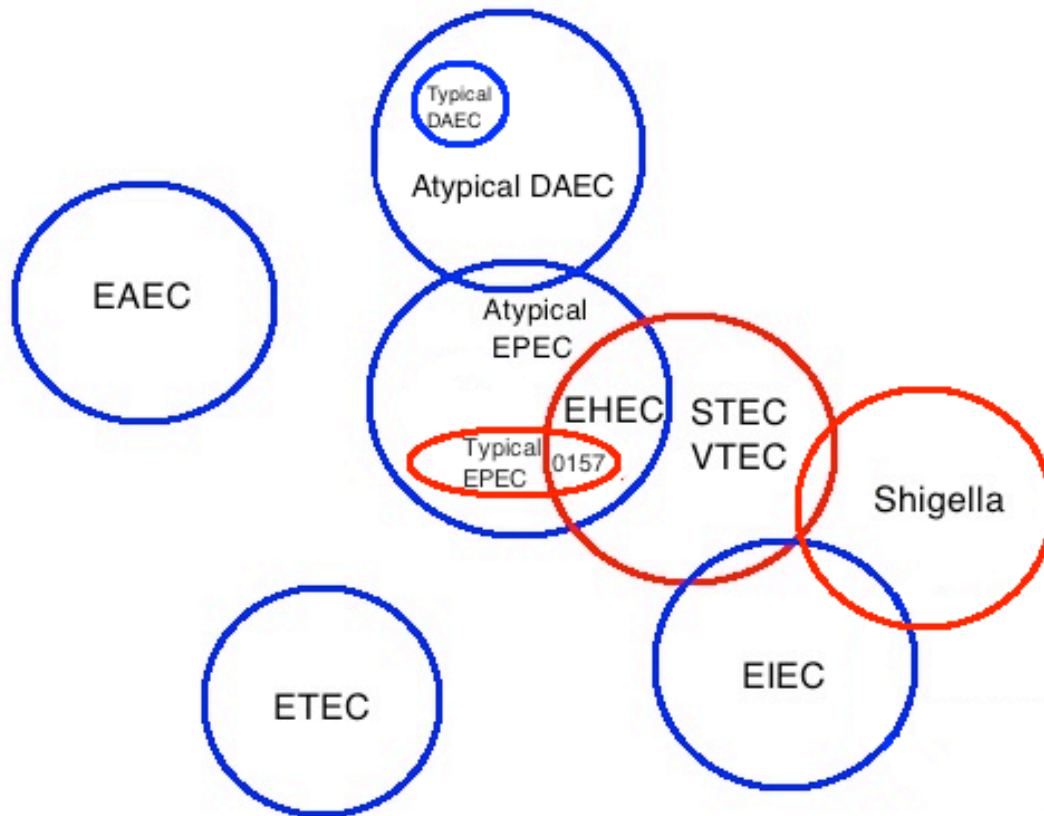 Typical
DAEC
Atypical DAEC
EAEC
Atypical
EPEC
EHEC
STEC
VTEC
Typical
EPEC
0157
Shigella
EIEC
ETEC